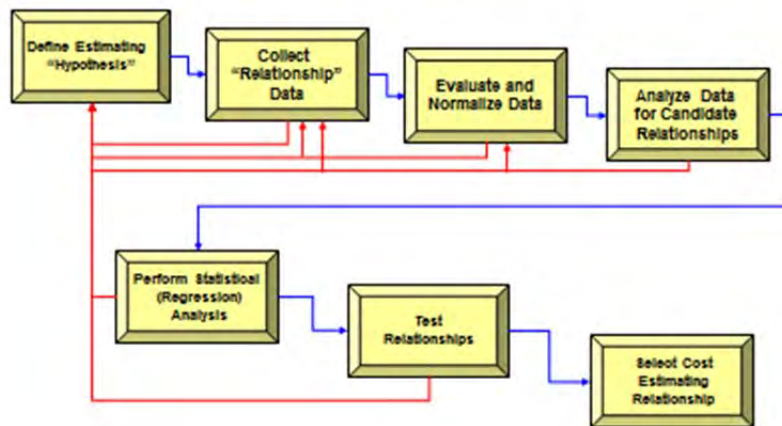 Define Estimating
"Hypothesis"
Collect
"Relationship"
Data
Evaluate and
Normalize Data
Analyze Data
for Candidate
Relationships
Perform Statistical
(Regression)
Analysis
Test
Relationships
Select Cost
Estimating
Relationship